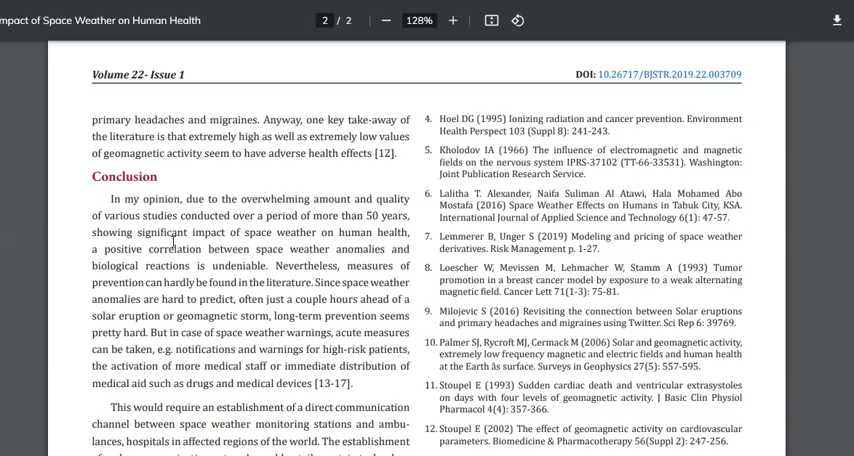 mpact of Space Weather on Human Health
2 / 2
128%
Volume 22- Issue 1
DOI: 10.26717/BJSTR.2019.22.003709
primary headaches and migraines. Anyway, one key take-away of
the literature is that extremely high as well as extremely low values
of geomagnetic activity seem to have adverse health effects [12].
Conclusion
In my opinion, due to the overwhelming amount and quality
of various studies conducted over a period of more than 50 years,
showing significant impact of space weather on human health,
a positive correlation between space weather anomalies and
biological reactions is undeniable. Nevertheless, measures of
prevention can hardly be found in the literature. Since space weather
anomalies are hard to predict, often just a couple hours ahead of a
solar eruption or geomagnetic storm, long-term prevention seems
pretty hard. But in case of space weather warnings, acute measures
can be taken, e.g. notifications and warnings for high-risk patients,
the activation of more medical staff or immediate distribution of
medical aid such as drugs and medical devices [13-17].
This would require an establishment of a direct communication
channel between space weather monitoring stations and ambu-
lances, hospitals in affected regions of the world. The establishment
4. Hoel DG (1995) Ionizing radiation and cancer prevention. Environment
Health Perspect 103 (Suppl 8): 241-243.
5. Kholodov IA (1966) The influence of electromagnetic and magnetic
fields on the nervous system IPRS-37102 (TT-66-33531). Washington:
Joint Publication Research Service.
6. Lalitha T. Alexander, Naifa Suliman Al Atawi, Hala Mohamed Abo
Mostafa (2016) Space Weather Effects on Humans in Tabuk City, KSA.
International Journal of Applied Science and Technology 6(1): 47-57.
7. Lemmerer B, Unger S (2019) Modeling and pricing of space weather
derivatives. Risk Management p. 1-27.
8. Loescher W, Mevissen M, Lehmacher W, Stamm A (1993) Tumor
promotion in a breast cancer model by exposure to a weak alternating
magnetic field. Cancer Lett 71(1-3): 75-81.
9. Milojevic S (2016) Revisiting the connection between Solar eruptions
and primary headaches and migraines using Twitter. Sci Rep 6: 39769.
10. Palmer SJ, Rycroft MJ, Cermack M (2006) Solar and geomagnetic activity,
extremely low frequency magnetic and electric fields and human health
at the Earth âs surface. Surveys in Geophysics 27(5): 557-595.
11. Stoupel E (1993) Sudden cardiac death and ventricular extrasystoles
on days with four levels of geomagnetic activity. J Basic Clin Physiol
Pharmacol 4(4): 357-366.
12. Stoupel E (2002) The effect of geomagnetic activity on cardiovascular
parameters. Biomedicine & Pharmacotherapy 56(Suppl 2): 247-256.